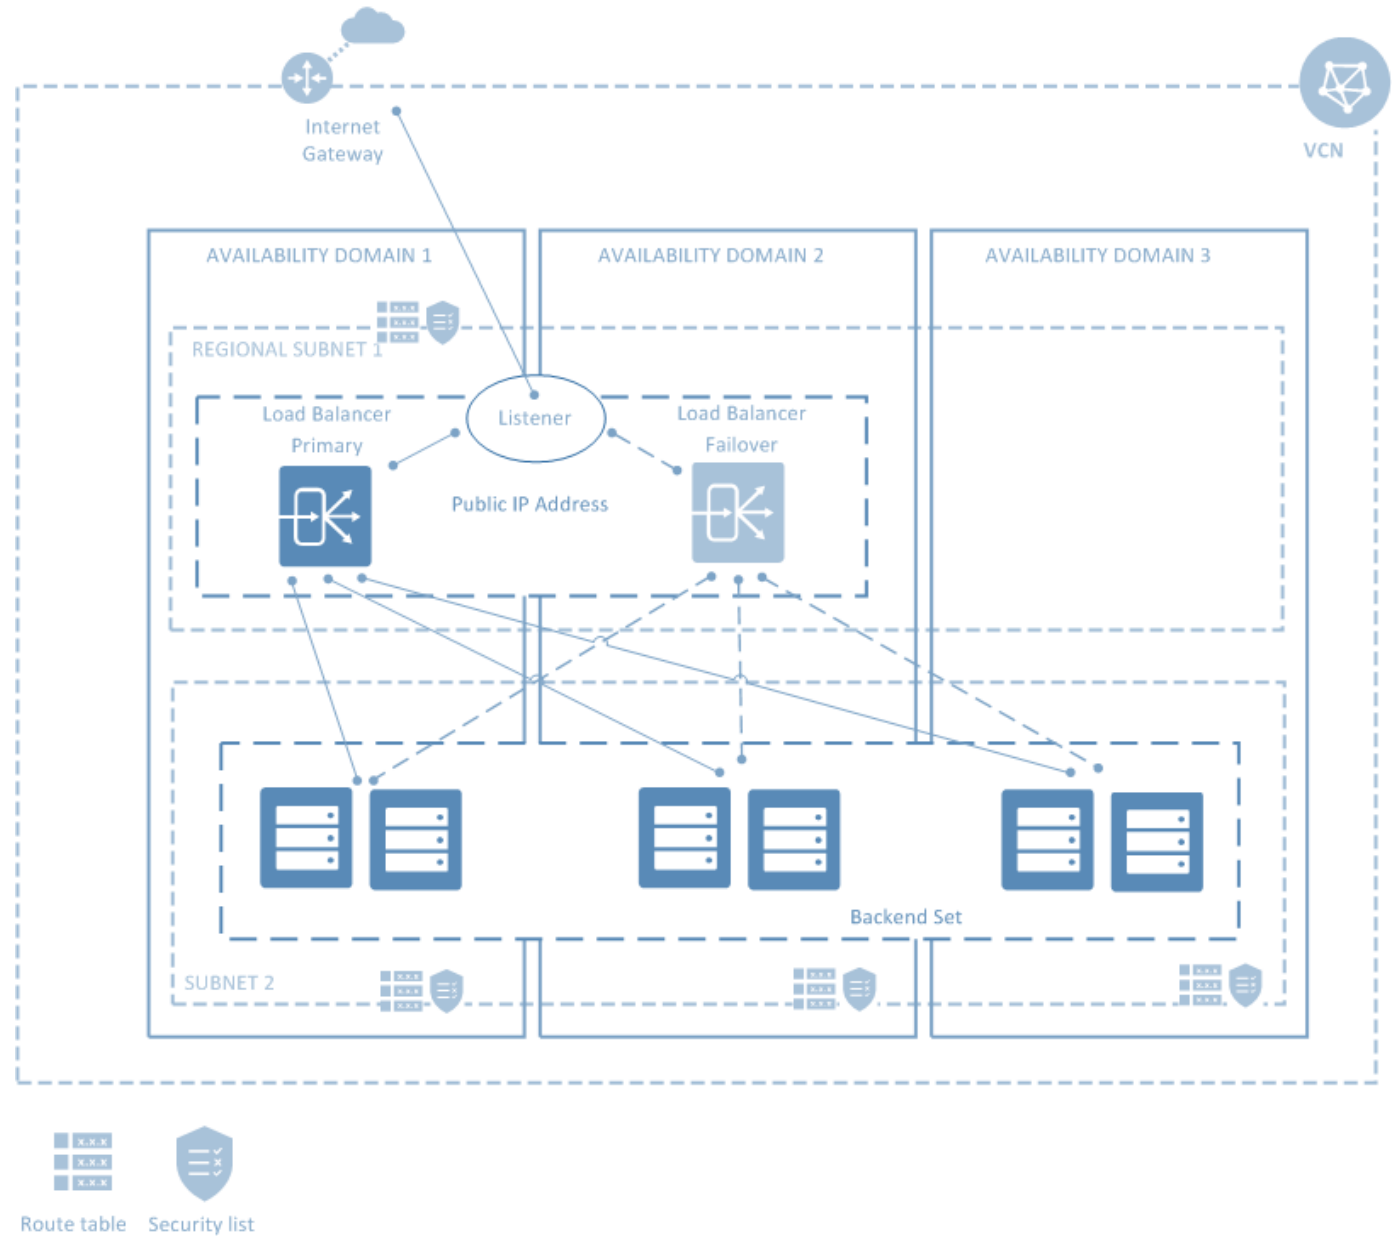 Internet
Gateway
VCN
AVAILABILITY DOMAIN 1
AVAILABILITY DOMAIN 2
AVAILABILITY DOMAIN 3
x.x.x
x.x.x
x.x.x
REGIONAL SUBNET 1
Load Balancer
Primary
Listener
Load Balancer
Failover
Public IP Address
Backend Set
SUBNET 2
x.x.x
x.x.x
x.x.x
x.x.x
x.x.x
x.x.x
x.x.x
x.x.x
x.x.x
x.x.x
x.x.x
x.x.x
Route table
Security list